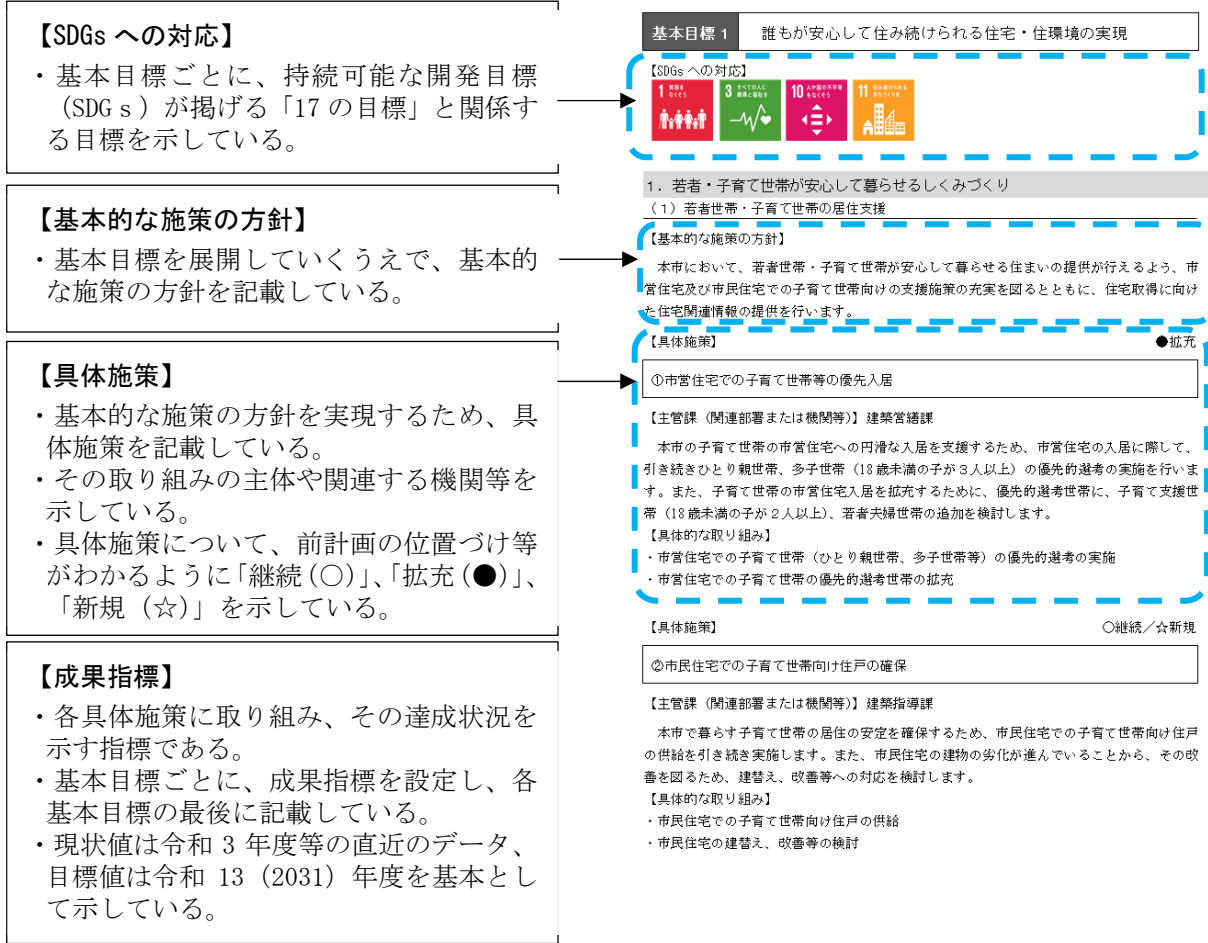 【SDGs への対応】
・基本目標ごとに、持続可能な開発目標
（SDGｓ）が掲げる「17 の目標」と関係す
る目標を示している。
【基本的な施策の方針】
・基本目標を展開していくうえで、基本的
な施策の方針を記載している。
【具体施策】
・基本的な施策の方針を実現するため、具
体施策を記載している。
・その取り組みの主体や関連する機関等を
示している。
・具体施策について、前計画の位置づけ等
がわかるように「継続（○）」、「拡充（●）」、
「新規（☆）」を示している。
【成果指標】
・各具体施策に取り組み、その達成状況を
示す指標である。
・基本目標ごとに、成果指標を設定し、各
基本目標の最後に記載している。
・現状値は令和 3 年度等の直近のデータ、
目標値は令和 13（2031）年度を基本とし
て示している。
基本目標 1　誰もが安心して住み続けられる住宅・住環境の実現
【SDGs への対応】
1 貧困をなくそう
3 すべての人に健康と福祉を
10 人や国の不平等をなくそう
11 住み続けられるまちづくりを
1．若者・子育て世帯が安心して暮らせるしくみづくり
（1）若者世帯・子育て世帯の居住支援
【基本的な施策の方針】
本市において、若者世帯・子育て世帯が安心して暮らせる住まいの提供が行えるよう、市
営住宅及び市民住宅での子育て世帯向けの支援施策の充実を図るとともに、住宅取得に向け
た住宅関連情報の提供を行います。
【具体施策】　●拡充
①市営住宅での子育て世帯等の優先入居
【主管課（関連部署または機関等）】建築営繕課
本市の子育て世帯の市営住宅への円滑な入居を支援するため、市営住宅の入居に際して、
引き続きひとり親世帯、多子世帯（18 歳未満の子が 3 人以上）の優先的選考の実施を行いま
す。また、子育て世帯の市営住宅入居を拡充するために、優先的選考世帯に、子育て支援世
帯（18 歳未満の子が 2 人以上）、若者夫婦世帯の追加を検討します。
【具体的な取り組み】
・市営住宅での子育て世帯（ひとり親世帯、多子世帯等）の優先的選考の実施
・市営住宅での子育て世帯の優先的選考世帯の拡充
【具体施策】　○継続／☆新規
②市民住宅での子育て世帯向け住戸の確保
【主管課（関連部署または機関等）】建築指導課
本市で暮らす子育て世帯の居住の安定を確保するため、市民住宅での子育て世帯向け住戸
の供給を引き続き実施します。また、市民住宅の建物の劣化が進んでいることから、その改
善を図るため、建替え、改善等への対応を検討します。
【具体的な取り組み】
・市民住宅での子育て世帯向け住戸の供給
・市民住宅の建替え、改善等の検討